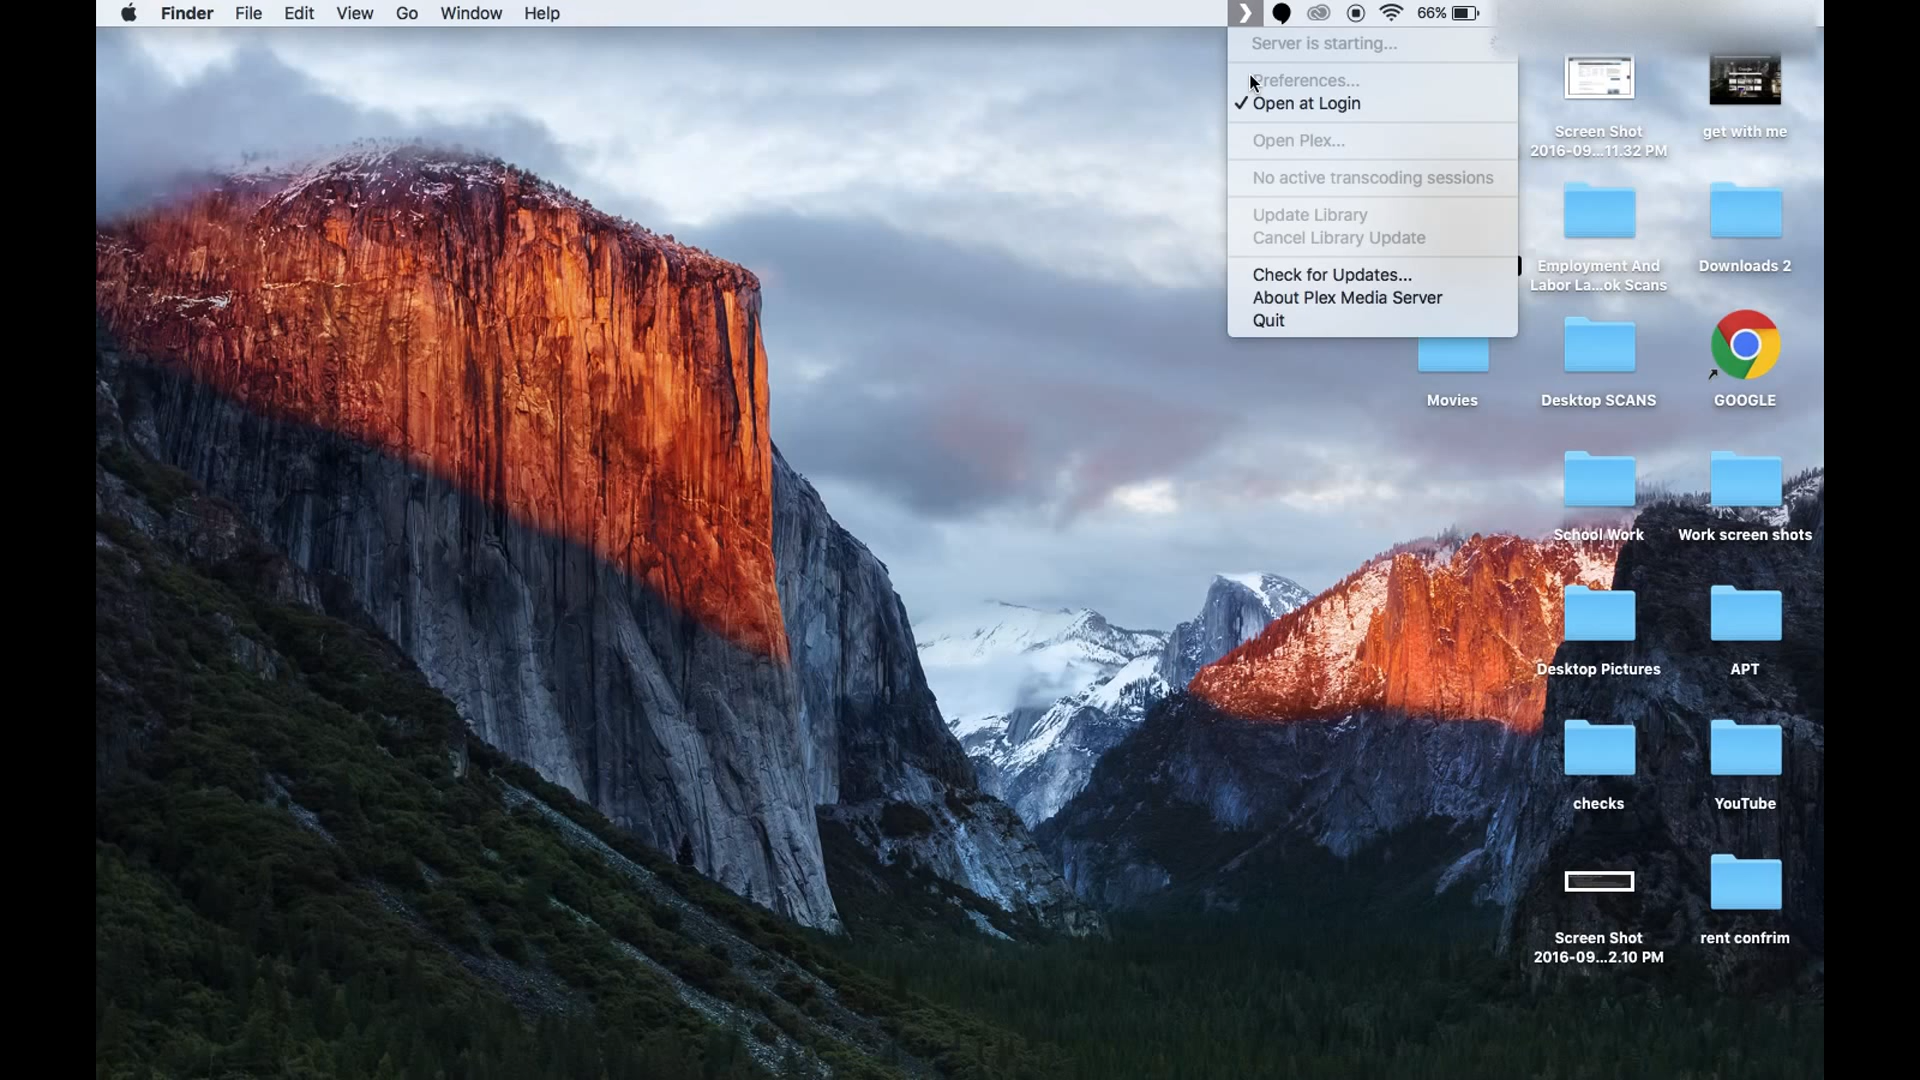 Finder File Edit View Go Window Help 66%
Server is starting...
Preferences...
✓ Open at Login
Open Plex...
No active transcoding sessions
Update Library
Cancel Library Update
Check for Updates...
About Plex Media Server
Quit
Screen Shot
2016-09...11.32 PM
get with me
Employment And
Labor La...ok Scans
Downloads 2
Movies
Desktop SCANS
GOOGLE
School Work
Work screen shots
Desktop Pictures
APT
checks
YouTube
Screen Shot
2016-09...2.10 PM
rent confrim